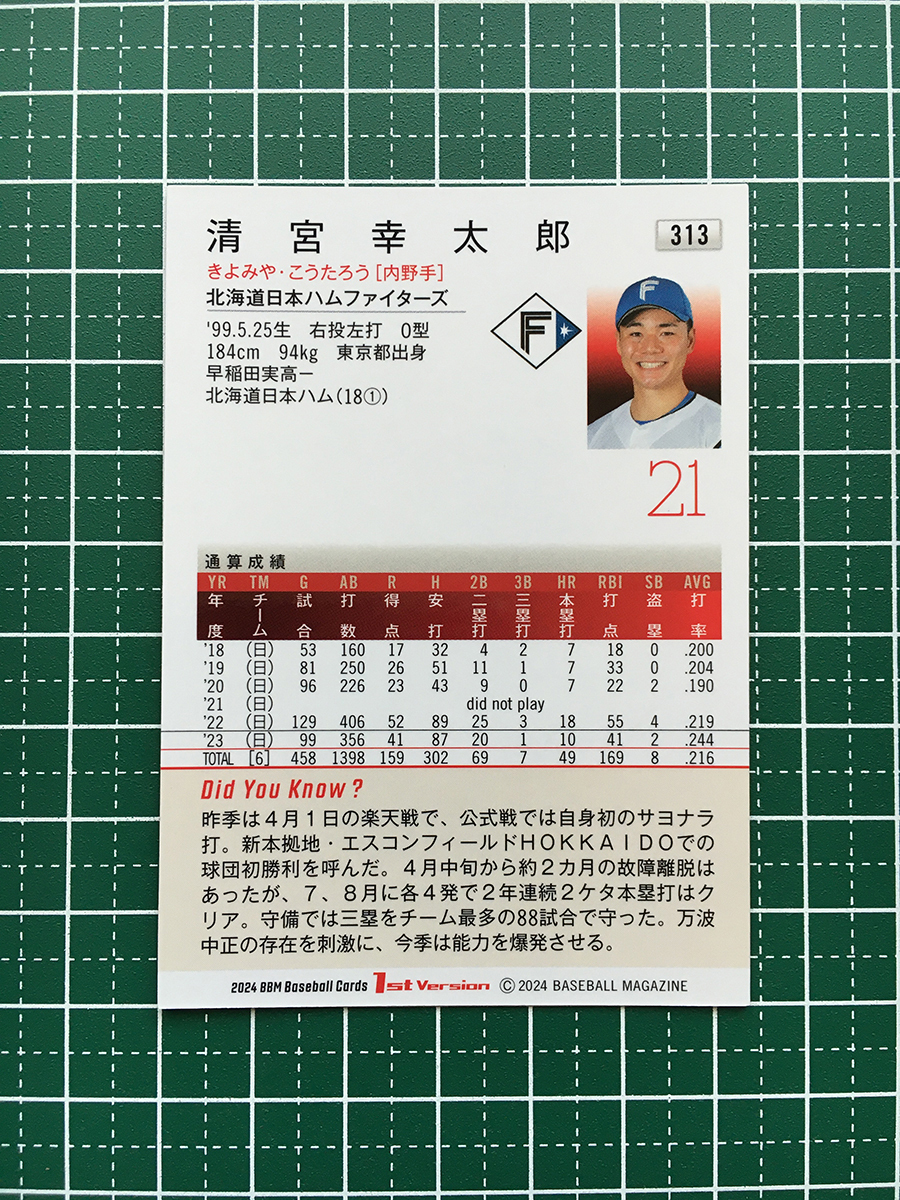 清宮幸太郎
313
きよみや・こうたろう[内野手]
北海道日本ハムファイターズ
'99.5.25生 右投左打 O型
184cm 94kg 東京都出身
早稲田実高ー
北海道日本ハム(18①)
F
F
21
通算成績
YR TM G AB R H 2B 3B HR RBI SB AVG
年度 チーム 試合 打数 得点 安打 二塁打 三塁打 本塁打 打点 盗塁 打率
'18 (日) 53 160 17 32 4 2 7 18 0 .200
'19 (日) 81 250 26 51 11 1 7 33 0 .204
'20 (日) 96 226 23 43 9 0 7 22 2 .190
'21 (日) did not play
'22 (日) 129 406 52 89 25 3 18 55 4 .219
'23 (日) 99 356 41 87 20 1 10 41 2 .244
TOTAL [6] 458 1398 159 302 69 7 49 169 8 .216
Did You Know?
昨季は4月1日の楽天戦で、公式戦では自身初のサヨナラ
打。新本拠地・エスコンフィールドHOKKAIDOでの
球団初勝利を呼んだ。4月中旬から約2カ月の故障離脱は
あったが、7、8月に各4発で2年連続2ケタ本塁打はク
リア。守備では三塁をチーム最多の88試合で守った。万波
中正の存在を刺激に、今季は能力を爆発させる。
2024 BBM Baseball Cards 1st Version © 2024 BASEBALL MAGAZINE